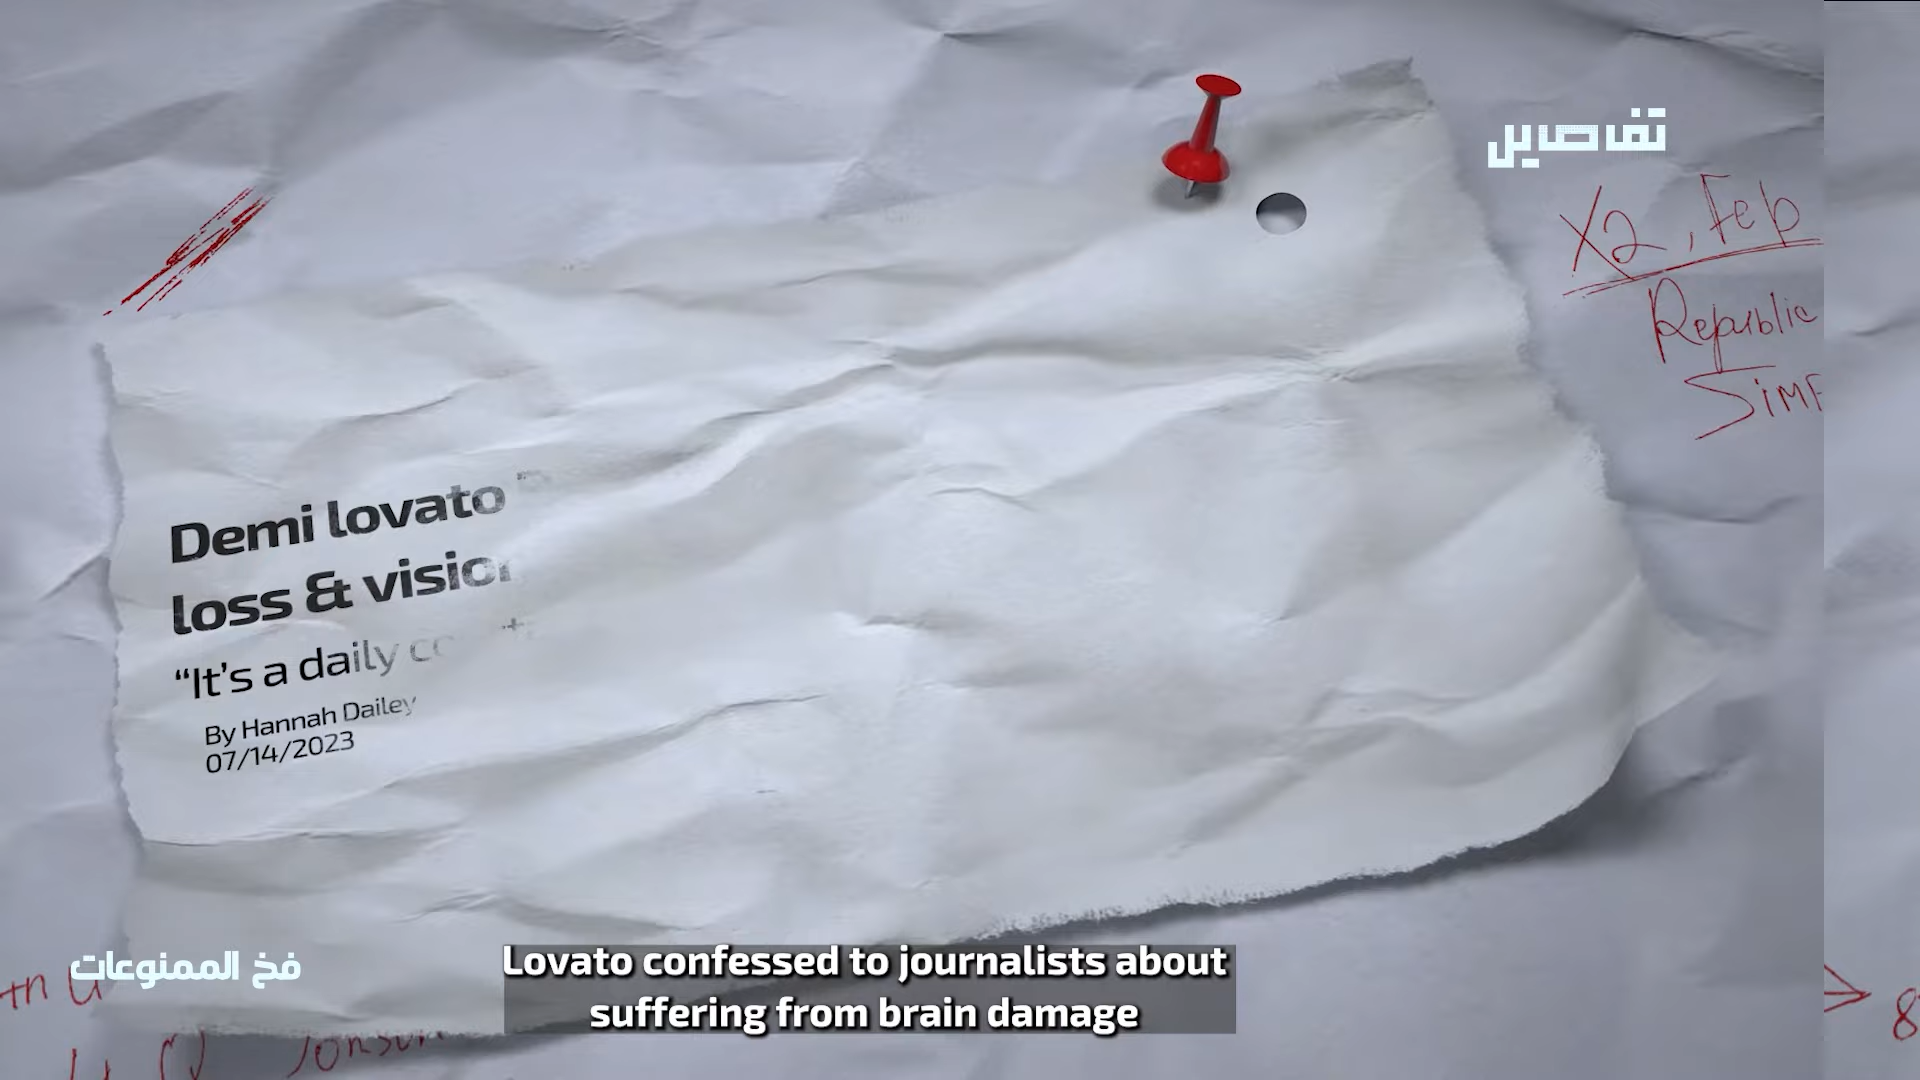 تفاصيل
X2, Feb
Republic
Demi lovato
loss & vision
"It's a daily
By Hannah Dailey
07/14/2023
فخ الممنوعات
Lovato confessed to journalists about
suffering from brain damage